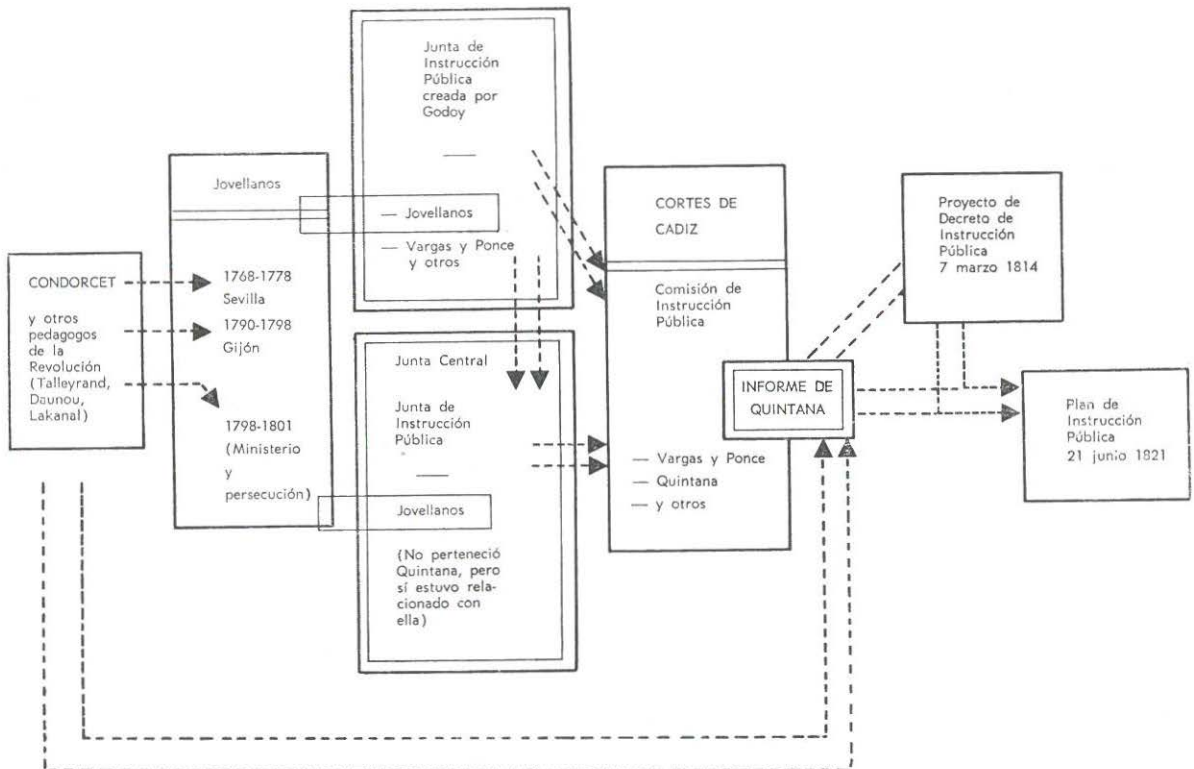 CONDORCET
y otros
pedagogos
de la
Revolución
(Talleyrand,
Daunou,
Lakanal)
Jovellanos
1768-1778
Sevilla
1790-1798
Gijón
1798-1801
(Ministerio
y
persecución)
Junta de
Instrucción
Pública
creada por
Godoy
—
— Jovellanos
— Vargas y Ponce
y otros
Junta Central
Junta de
Instrucción
Pública
—
Jovellanos
(No perteneció
Quintana, pero
sí estuvo rela-
cionado con
ella)
CORTES DE
CADIZ
Comisión de
Instrucción
Pública
INFORME DE
QUINTANA
— Vargas y Ponce
— Quintana
— y otros
Proyecto de
Decreto de
Instrucción
Pública
7 marzo 1814
Plan de
Instrucción
Pública
21 junio 1821